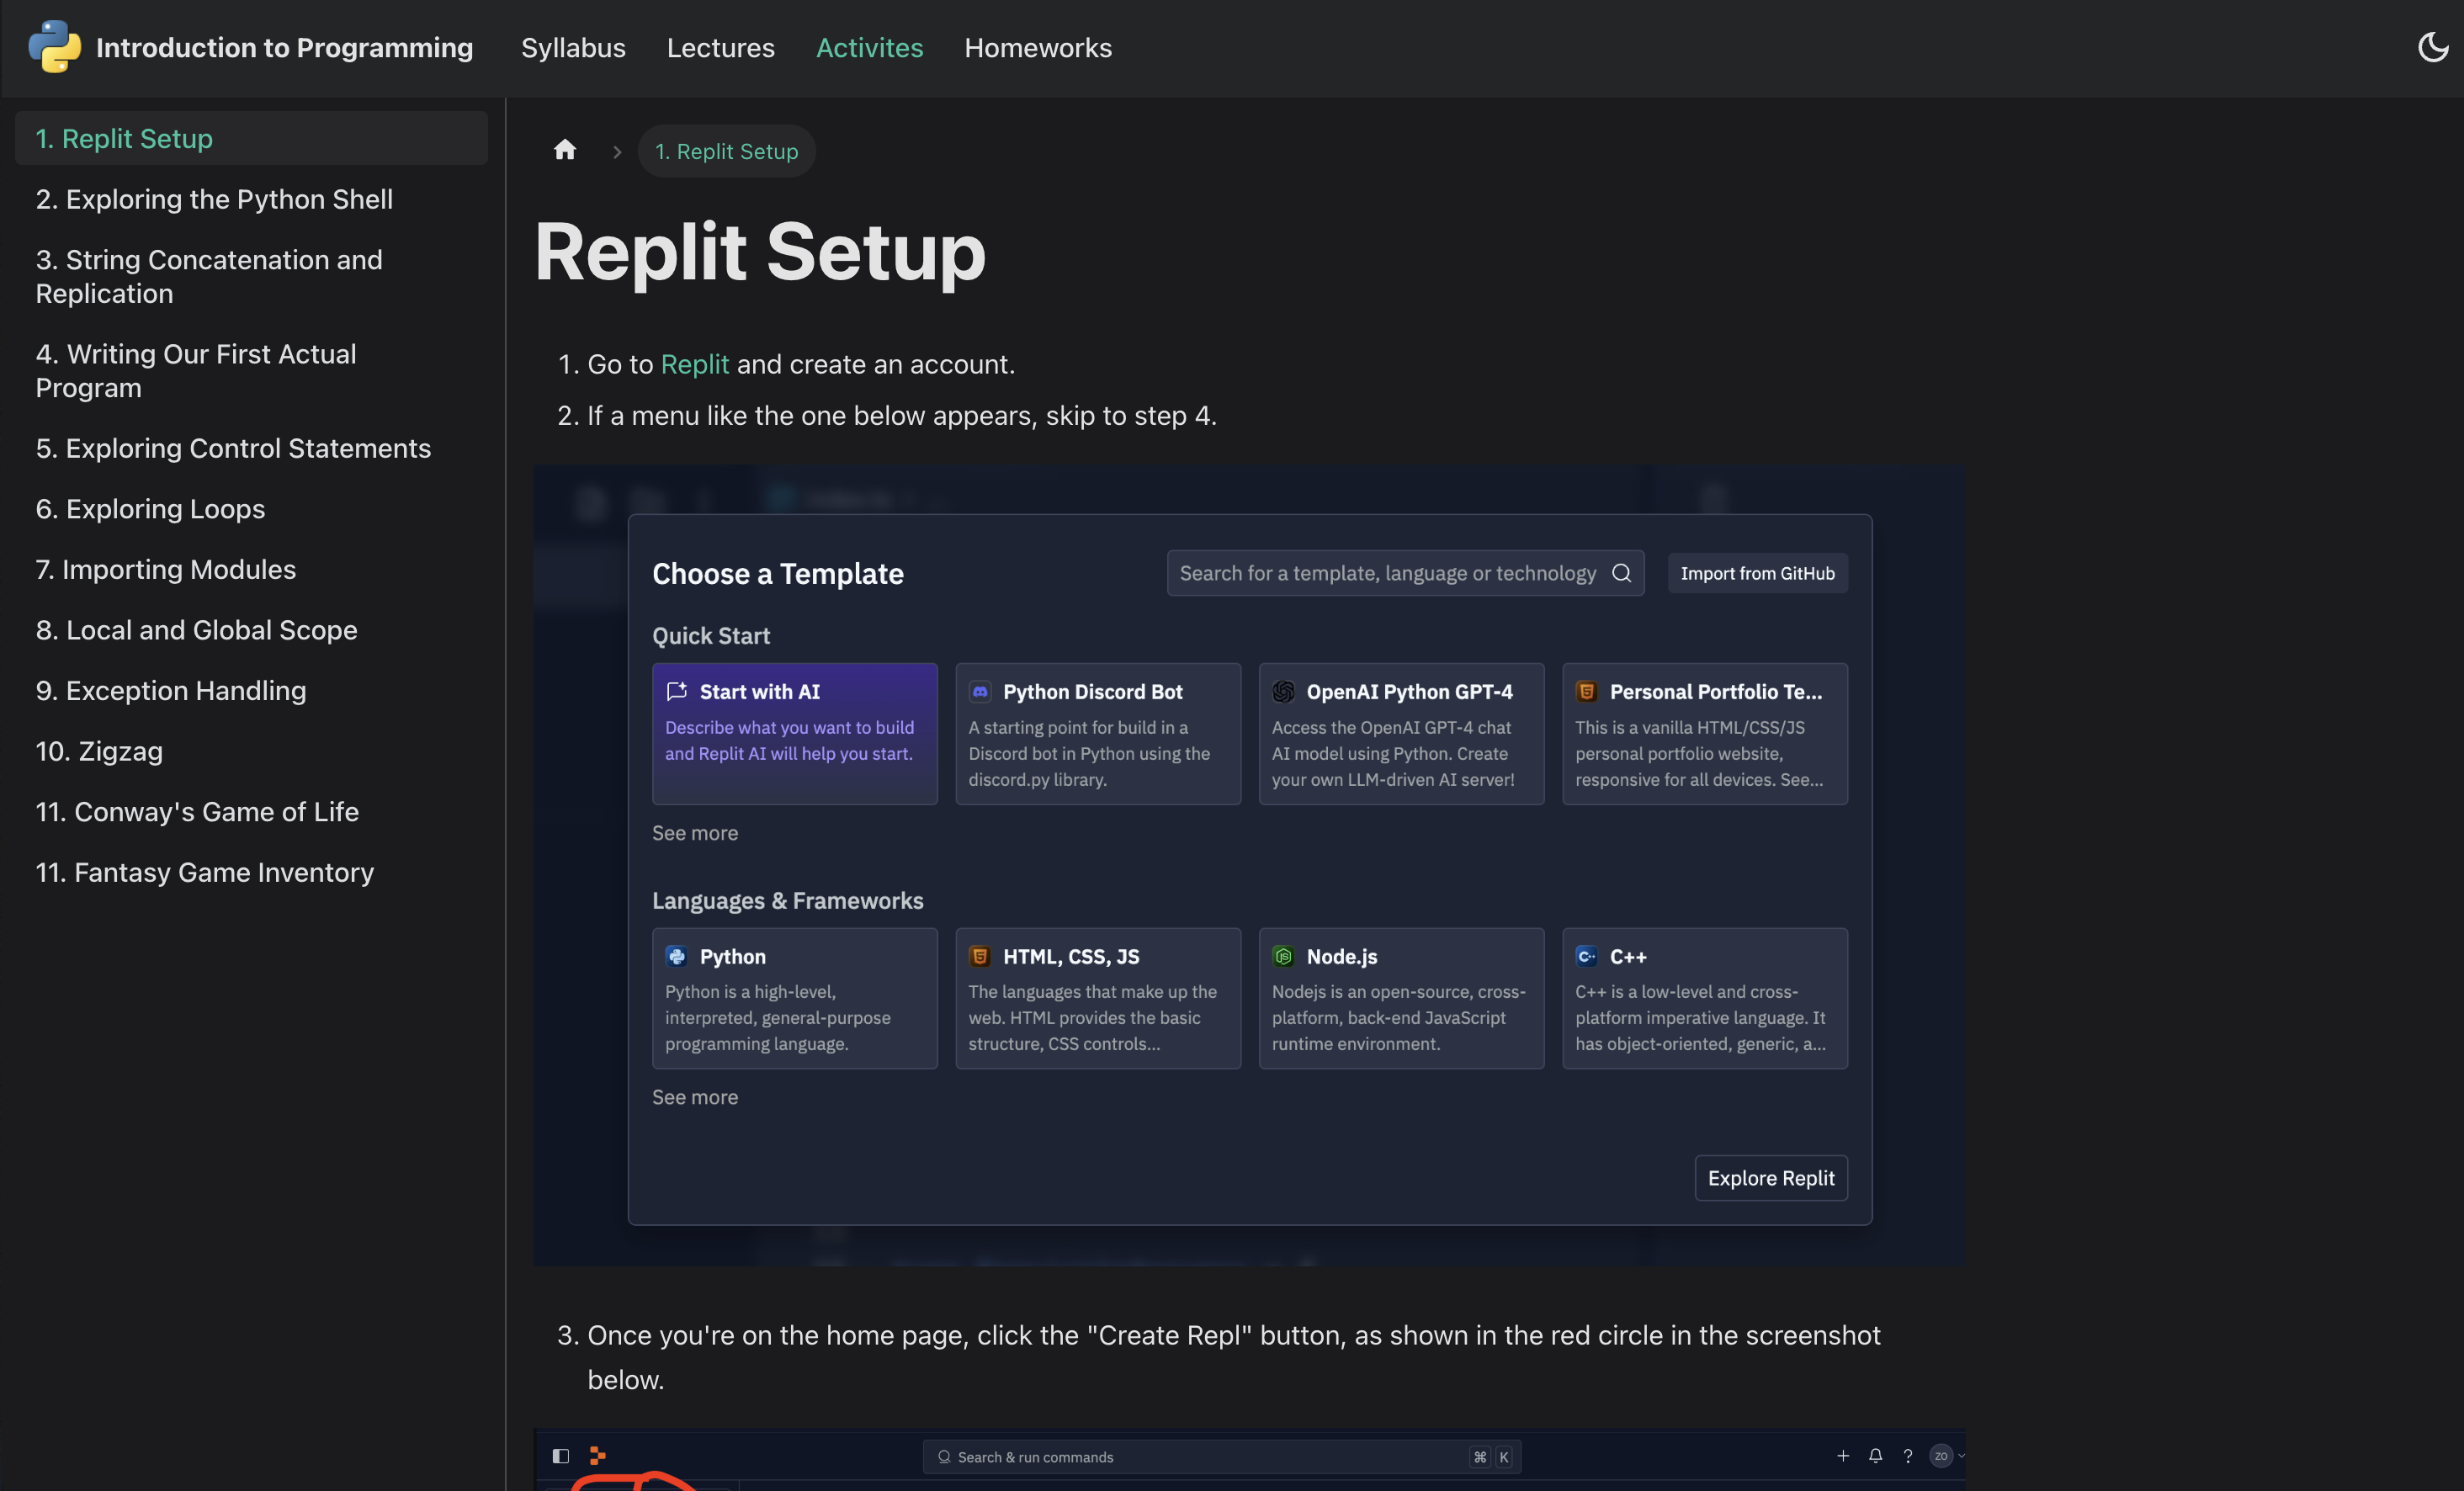 Introduction to Programming
Syllabus
Lectures
Activites
Homeworks
1. Replit Setup
2. Exploring the Python Shell
3. String Concatenation and
Replication
4. Writing Our First Actual
Program
5. Exploring Control Statements
6. Exploring Loops
7. Importing Modules
8. Local and Global Scope
9. Exception Handling
10. Zigzag
11. Conway's Game of Life
11. Fantasy Game Inventory
1. Replit Setup
Replit Setup
1. Go to Replit and create an account.
2. If a menu like the one below appears, skip to step 4.
Choose a Template
Search for a template, language or technology
Import from GitHub
Quick Start
Start with AI
Describe what you want to build
and Replit AI will help you start.
Python Discord Bot
A starting point for build in a
Discord bot in Python using the
discord.py library.
OpenAI Python GPT-4
Access the OpenAI GPT-4 chat
AI model using Python. Create
your own LLM-driven AI server!
Personal Portfolio Te...
This is a vanilla HTML/CSS/JS
personal portfolio website,
responsive for all devices. See...
See more
Languages & Frameworks
Python
Python is a high-level,
interpreted, general-purpose
programming language.
HTML, CSS, JS
The languages that make up the
web. HTML provides the basic
structure, CSS controls...
Node.js
Nodejs is an open-source, cross-
platform, back-end JavaScript
runtime environment.
C++
C++ is a low-level and cross-
platform imperative language. It
has object-oriented, generic, a...
See more
Explore Replit
3. Once you're on the home page, click the "Create Repl" button, as shown in the red circle in the screenshot
below.
Search & run commands
⌘ K
ZO